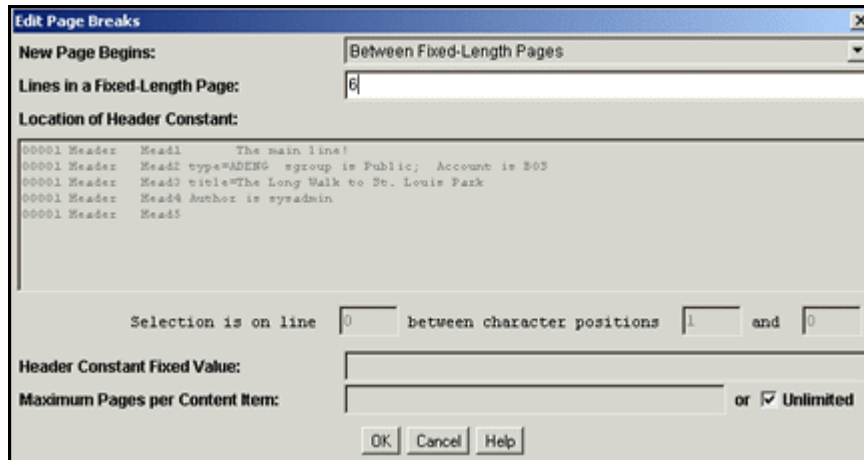 Edit Page Breaks
New Page Begins: Between Fixed-Length Pages
Lines in a Fixed-Length Page: 6
Location of Header Constant:
00001 Header Head1 The main line!
00001 Header Head2 type=ADENG sgroup is Public; Account is BOS
00001 Header Head3 title=The Long Walk to St. Louis Park
00001 Header Head4 Author is sysadmin
00001 Header Head5
Selection is on line 0 between character positions 1 and 0
Header Constant Fixed Value:
Maximum Pages per Content Item: or Unlimited
OK Cancel Help